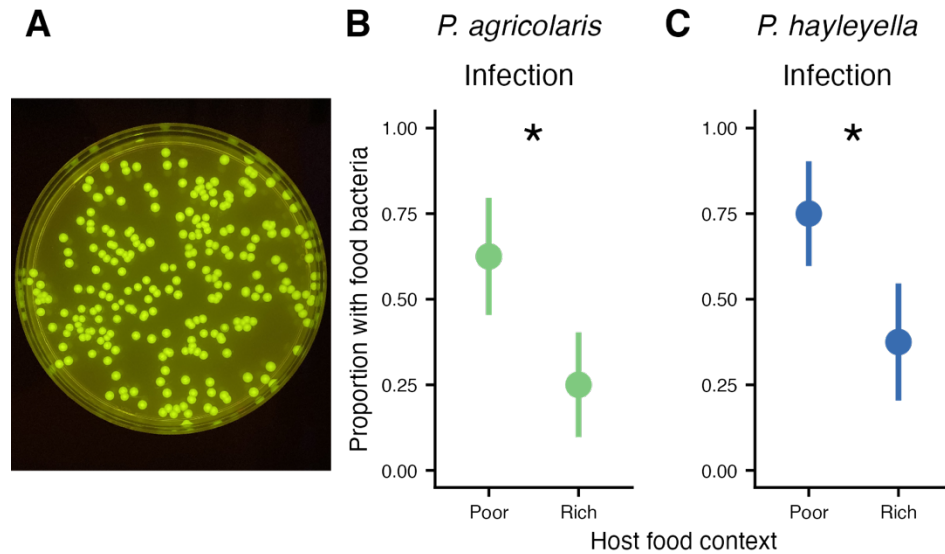 A
B
P. agricolaris
Infection
*
Proportion with food bacteria
1.00
0.75
0.50
0.25
0.00
Poor
Rich
C
P. hayleyella
Infection
*
1.00
0.75
0.50
0.25
0.00
Poor
Rich
Host food context